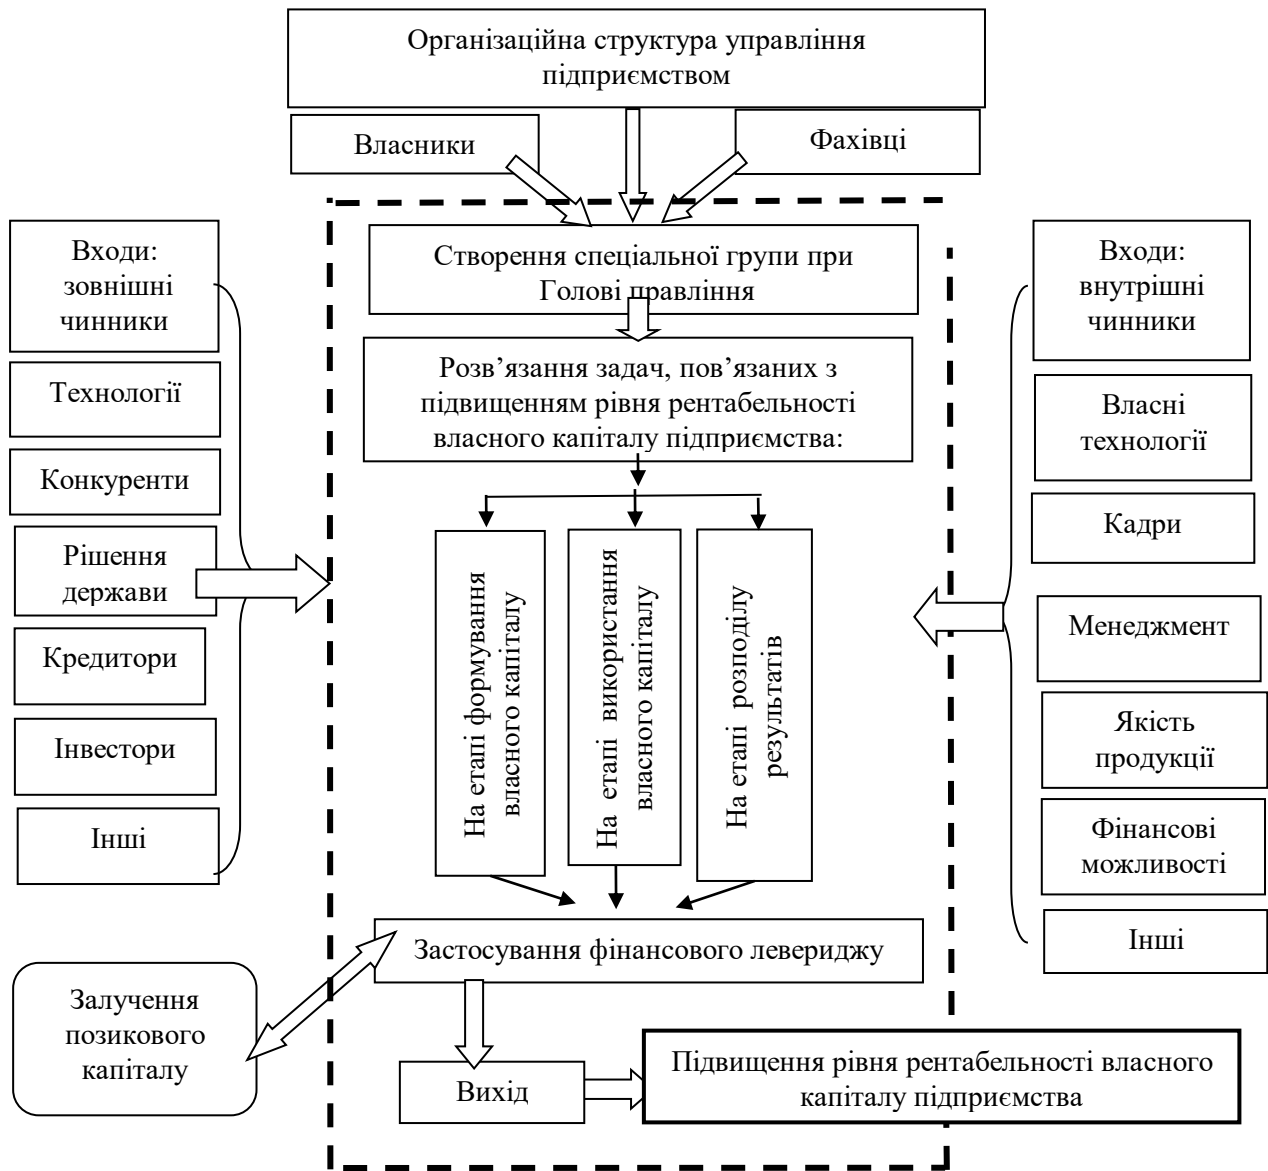 Організаційна структура управління
підприємством
Власники
Фахівці
Створення спеціальної групи при
Голові правління
Розв’язання задач, пов’язаних з
підвищенням рівня рентабельності
власного капіталу підприємства:
Входи:
зовнішні
чинники
Технології
Конкуренти
Рішення
держави
Кредитори
Інвестори
Інші
На етапі формування
власного капіталу
На етапі використання
власного капіталу
На етапі розподілу
результатів
Входи:
внутрішні
чинники
Власні
технології
Кадри
Менеджмент
Якість
продукції
Фінансові
можливості
Інші
Застосування фінансового левериджу
Залучення
позикового
капіталу
Вихід
Підвищення рівня рентабельності власного
капіталу підприємства